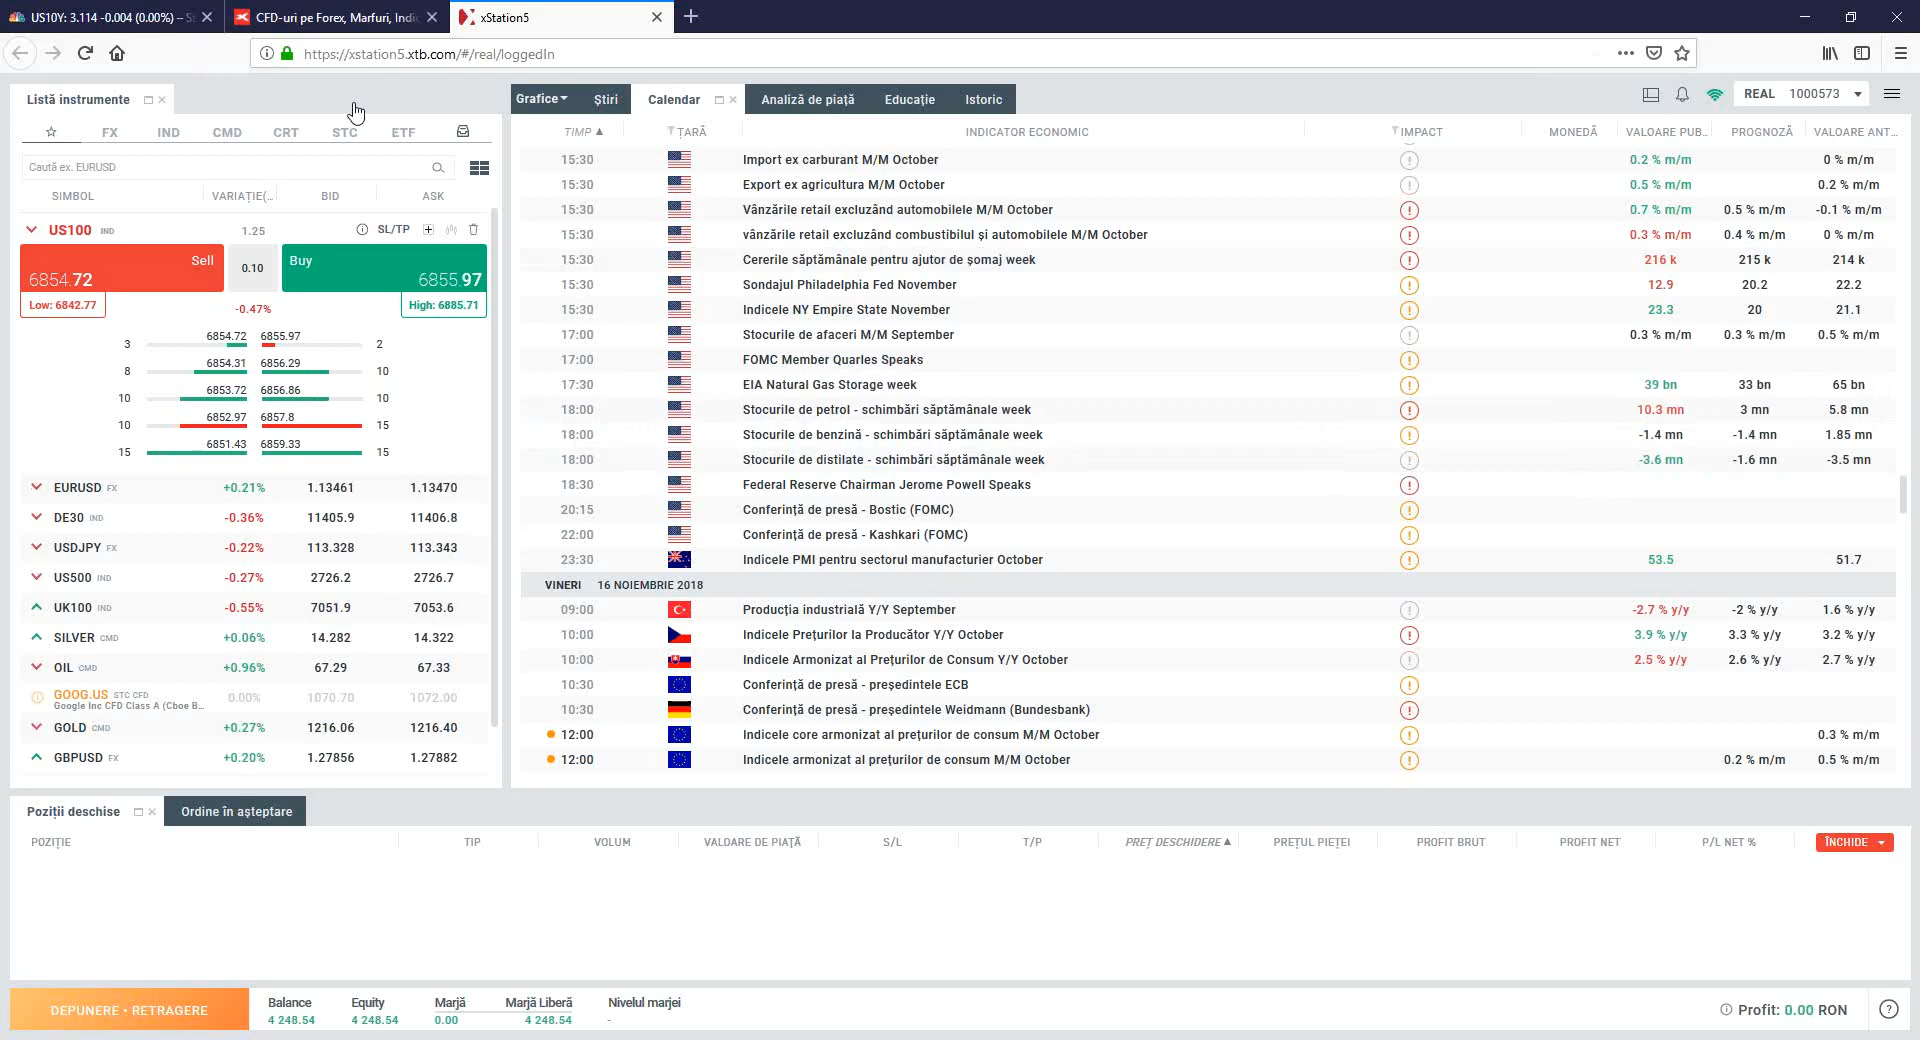 US10Y: 3.114 -0.004 (0.00%) – S
CFD-uri pe Forex, Marfuri, Indi
xStation5
https://xstation5.xtb.com/#/real/loggedIn
Listă instrumente
Grafice
Știri
Calendar
Analiză de piață
Educație
Istoric
REAL 1000573
FX IND CMD CRT STC ETF
Caută ex. EURUSD
SIMBOL VARIAȚIE(... BID ASK
US100 IND 1.25 SL/TP
Sell 6854.72
0.10
Buy 6855.97
Low: 6842.77 -0.47% High: 6885.71
3 6854.72 6855.97 2
8 6854.31 6856.29 10
10 6853.72 6856.86 10
10 6852.97 6857.8 15
15 6851.43 6859.33 15
EURUSD FX +0.21% 1.13461 1.13470
DE30 IND -0.36% 11405.9 11406.8
USDJPY FX -0.22% 113.328 113.343
US500 IND -0.27% 2726.2 2726.7
UK100 IND -0.55% 7051.9 7053.6
SILVER CMD +0.06% 14.282 14.322
OIL CMD +0.96% 67.29 67.33
GOOG.US STC CFD 0.00% 1070.70 1072.00
Google Inc CFD Class A (Cboe B...
GOLD CMD +0.27% 1216.06 1216.40
GBPUSD FX +0.20% 1.27856 1.27882
TIMP ▲ ȚARĂ INDICATOR ECONOMIC IMPACT MONEDĂ VALOARE PUB... PROGNOZĂ VALOARE ANT...
15:30 Import ex carburant M/M October 0.2 % m/m 0 % m/m
15:30 Export ex agricultura M/M October 0.5 % m/m 0.2 % m/m
15:30 Vânzările retail excluzând automobilele M/M October 0.7 % m/m 0.5 % m/m -0.1 % m/m
15:30 vânzările retail excluzând combustibilul și automobilele M/M October 0.3 % m/m 0.4 % m/m 0 % m/m
15:30 Cererile săptămânale pentru ajutor de șomaj week 216 k 215 k 214 k
15:30 Sondajul Philadelphia Fed November 12.9 20.2 22.2
15:30 Indicele NY Empire State November 23.3 20 21.1
17:00 Stocurile de afaceri M/M September 0.3 % m/m 0.3 % m/m 0.5 % m/m
17:00 FOMC Member Quarles Speaks
17:30 EIA Natural Gas Storage week 39 bn 33 bn 65 bn
18:00 Stocurile de petrol - schimbări săptămânale week 10.3 mn 3 mn 5.8 mn
18:00 Stocurile de benzină - schimbări săptămânale week -1.4 mn -1.4 mn 1.85 mn
18:00 Stocurile de distilate - schimbări săptămânale week -3.6 mn -1.6 mn -3.5 mn
18:30 Federal Reserve Chairman Jerome Powell Speaks
20:15 Conferință de presă - Bostic (FOMC)
22:00 Conferință de presă - Kashkari (FOMC)
23:30 Indicele PMI pentru sectorul manufacturier October 53.5 51.7
VINERI 16 NOIEMBRIE 2018
09:00 Producția industrială Y/Y September -2.7 % y/y -2 % y/y 1.6 % y/y
10:00 Indicele Prețurilor la Producător Y/Y October 3.9 % y/y 3.3 % y/y 3.2 % y/y
10:00 Indicele Armonizat al Prețurilor de Consum Y/Y October 2.5 % y/y 2.6 % y/y 2.7 % y/y
10:30 Conferință de presă - președintele ECB
10:30 Conferință de presă - președintele Weidmann (Bundesbank)
12:00 Indicele core armonizat al prețurilor de consum M/M October 0.3 % m/m
12:00 Indicele armonizat al prețurilor de consum M/M October 0.2 % m/m 0.5 % m/m
Poziții deschise
Ordine în așteptare
POZIȚIE TIP VOLUM VALOARE DE PIAȚĂ S/L T/P PREȚ DESCHIDERE ▲ PREȚUL PIEȚEI PROFIT BRUT PROFIT NET P/L NET % ÎNCHIDE
DEPUNERE • RETRAGERE
Balance Equity Marjă Marjă Liberă Nivelul marjei
4 248.54 4 248.54 0.00 4 248.54 -
Profit: 0.00 RON